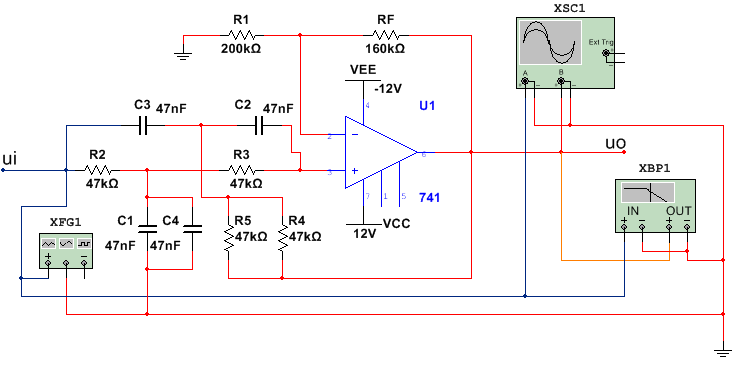 XSC1
R1
200kΩ
RF
160kΩ
Ext Trig
+
−
A
B
+ − + −
VEE
-12V
4
U1
C3 47nF
C2 47nF
2
−
ui
R2
47kΩ
R3
47kΩ
3
+
6
uo
XBP1
7 1 5
741
IN OUT
+ − + −
VCC
12V
C1 C4
47nF 47nF
R5 R4
47kΩ 47kΩ
XFG1
+ −